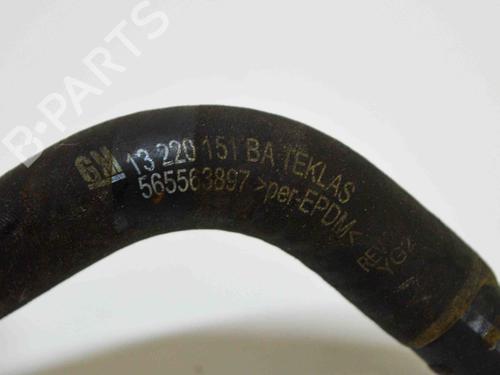 B-PARTS
GM 13 220 151 BA TEKLAS
565563897 >per-EPDM<